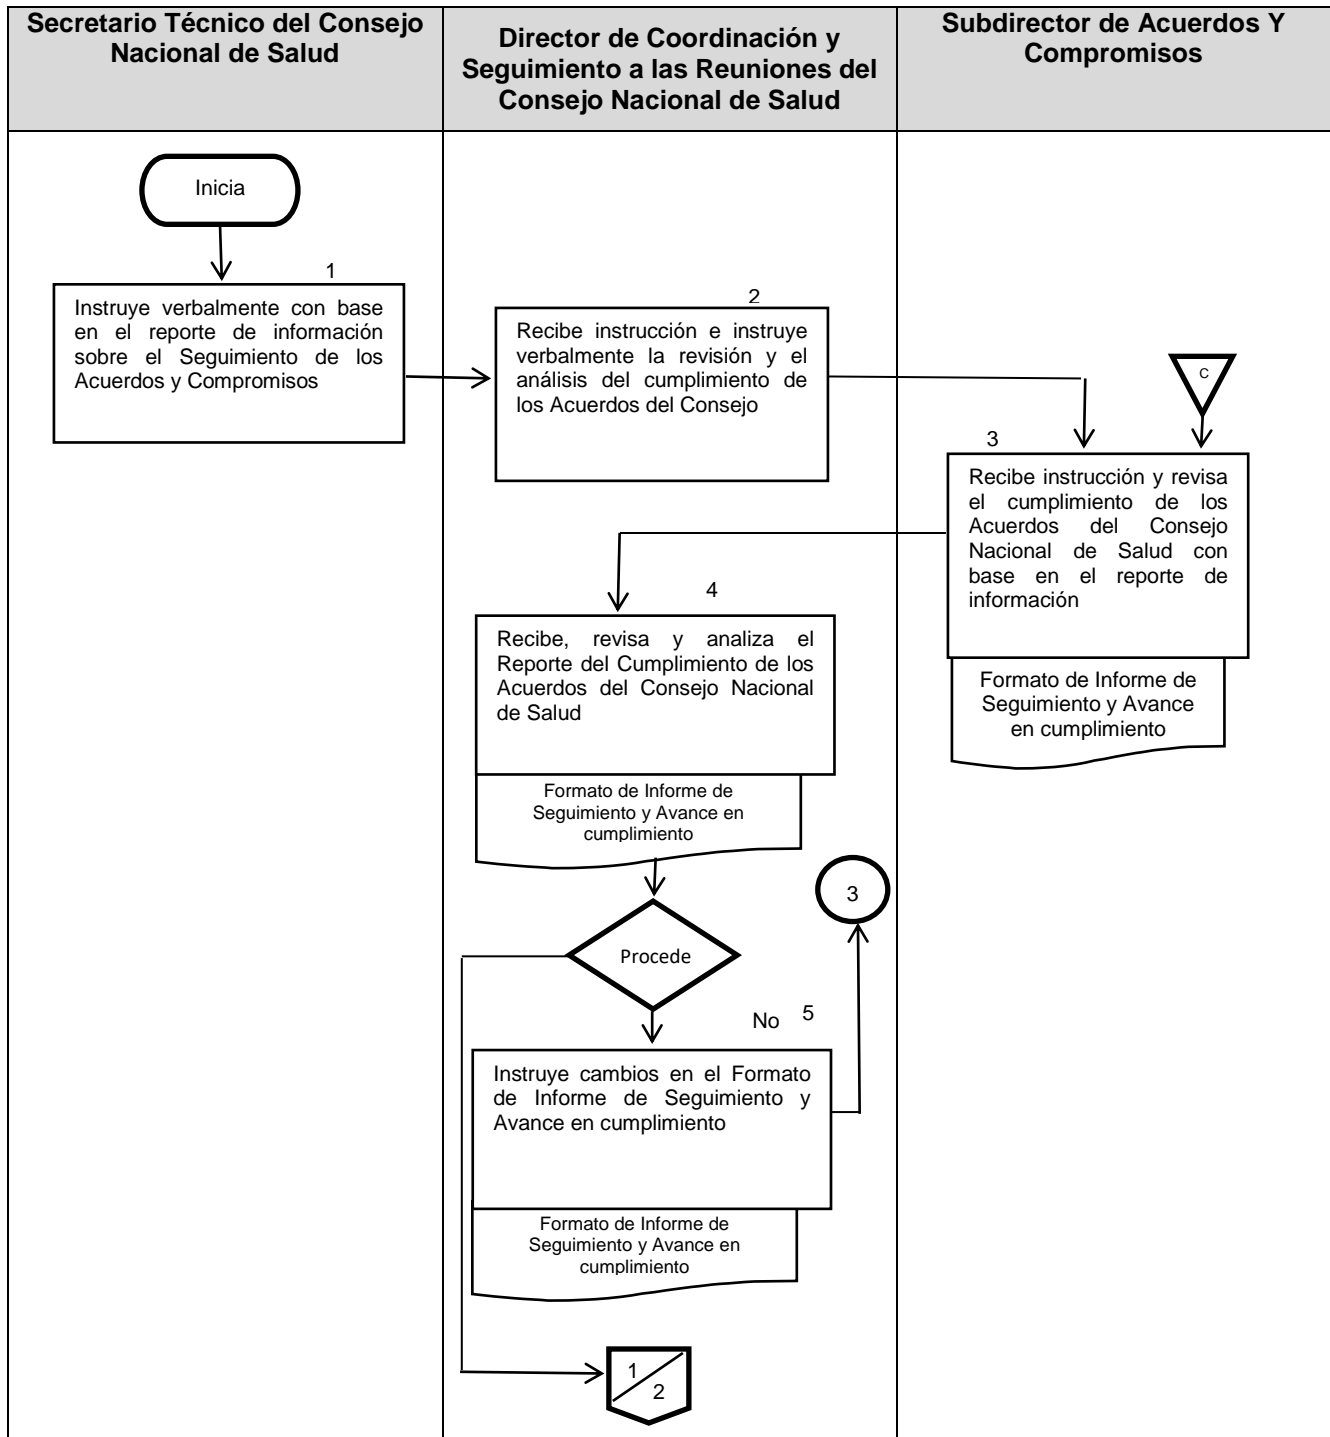 Secretario Técnico del Consejo
Nacional de Salud
Director de Coordinación y
Seguimiento a las Reuniones del
Consejo Nacional de Salud
Subdirector de Acuerdos Y
Compromisos
Inicia
1
Instruye verbalmente con base
en el reporte de información
sobre el Seguimiento de los
Acuerdos y Compromisos
2
Recibe instrucción e instruye
verbalmente la revisión y el
análisis del cumplimiento de
los Acuerdos del Consejo
C
3
Recibe instrucción y revisa
el cumplimiento de los
Acuerdos del Consejo
Nacional de Salud con
base en el reporte de
información
Formato de Informe de
Seguimiento y Avance
en cumplimiento
4
Recibe, revisa y analiza el
Reporte del Cumplimiento de los
Acuerdos del Consejo Nacional
de Salud
Formato de Informe de
Seguimiento y Avance en
cumplimiento
3
Procede
No 5
Instruye cambios en el Formato
de Informe de Seguimiento y
Avance en cumplimiento
Formato de Informe de
Seguimiento y Avance en
cumplimiento
1
2